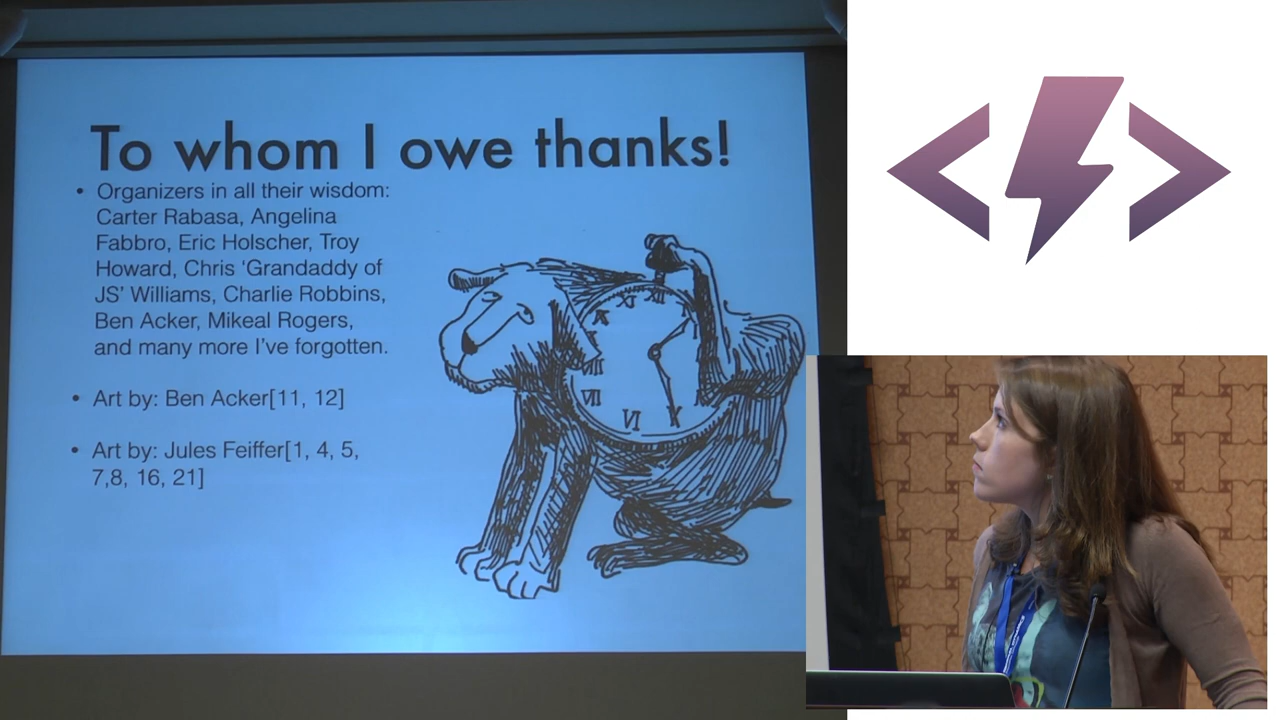 To whom I owe thanks!
• Organizers in all their wisdom:
Carter Rabasa, Angelina
Fabbro, Eric Holscher, Troy
Howard, Chris ‘Grandaddy of
JS’ Williams, Charlie Robbins,
Ben Acker, Mikeal Rogers,
and many more I’ve forgotten.
• Art by: Ben Acker[11, 12]
• Art by: Jules Feiffer[1, 4, 5,
7,8, 16, 21]